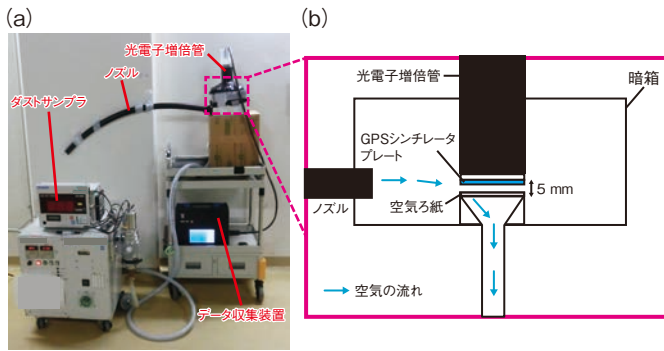 (a)
光電子増倍管
ノズル
ダストサンプラ
データ収集装置
(b)
光電子増倍管
暗箱
GPSシンチレータ
プレート
5 mm
ノズル
空気ろ紙
空気の流れ